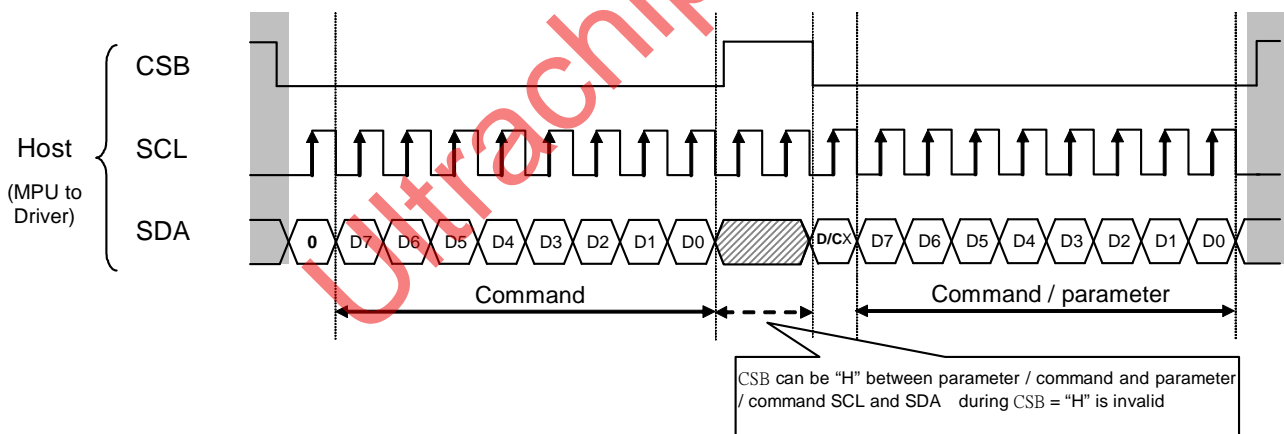 CSB
SCL
SDA
Host
(MPU to
Driver)
0 D7 D6 D5 D4 D3 D2 D1 D0 D/CX D7 D6 D5 D4 D3 D2 D1 D0
Command
Command / parameter
CSB can be “H” between parameter / command and parameter
/ command SCL and SDA during CSB = “H” is invalid
Ultrachip